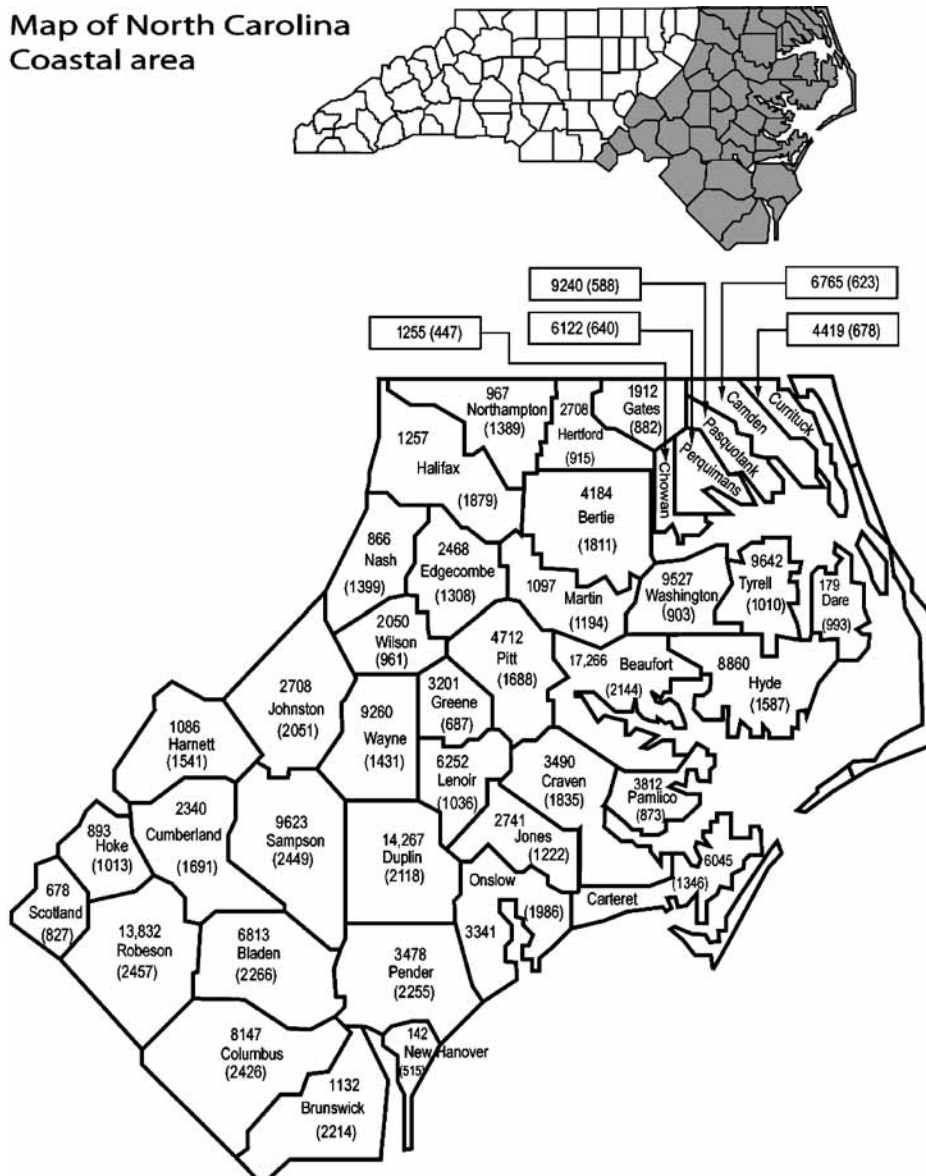 Map of North Carolina
Coastal area
9240 (588)
6765 (623)
1255 (447)
6122 (640)
4419 (678)
967
Northampton
(1389)
2708
Hertford
(915)
1912
Gates
(882)
Camden
Currituck
Pasquotank
Perquimans
Chowan
1257
Halifax
(1879)
4184
Bertie
(1811)
866
Nash
(1399)
2468
Edgecombe
(1308)
1097
Martin
(1194)
9527
Washington
(903)
9642
Tyrell
(1010)
179
Dare
(993)
2050
Wilson
(961)
4712
Pitt
(1688)
17,266
Beaufort
(2144)
8860
Hyde
(1587)
2708
Johnston
(2051)
9260
Wayne
(1431)
3201
Greene
(687)
1086
Harnett
(1541)
6252
Lenoir
(1036)
3490
Craven
(1835)
3812
Pamlico
(873)
893
Hoke
(1013)
2340
Cumberland
(1691)
9623
Sampson
(2449)
14,267
Duplin
(2118)
2741
Jones
(1222)
6045
(1346)
Carteret
678
Scotland
(827)
Onslow
(1986)
3341
13,832
Robeson
(2457)
6813
Bladen
(2266)
3478
Pender
(2255)
8147
Columbus
(2426)
142
New Hanover
(515)
1132
Brunswick
(2214)